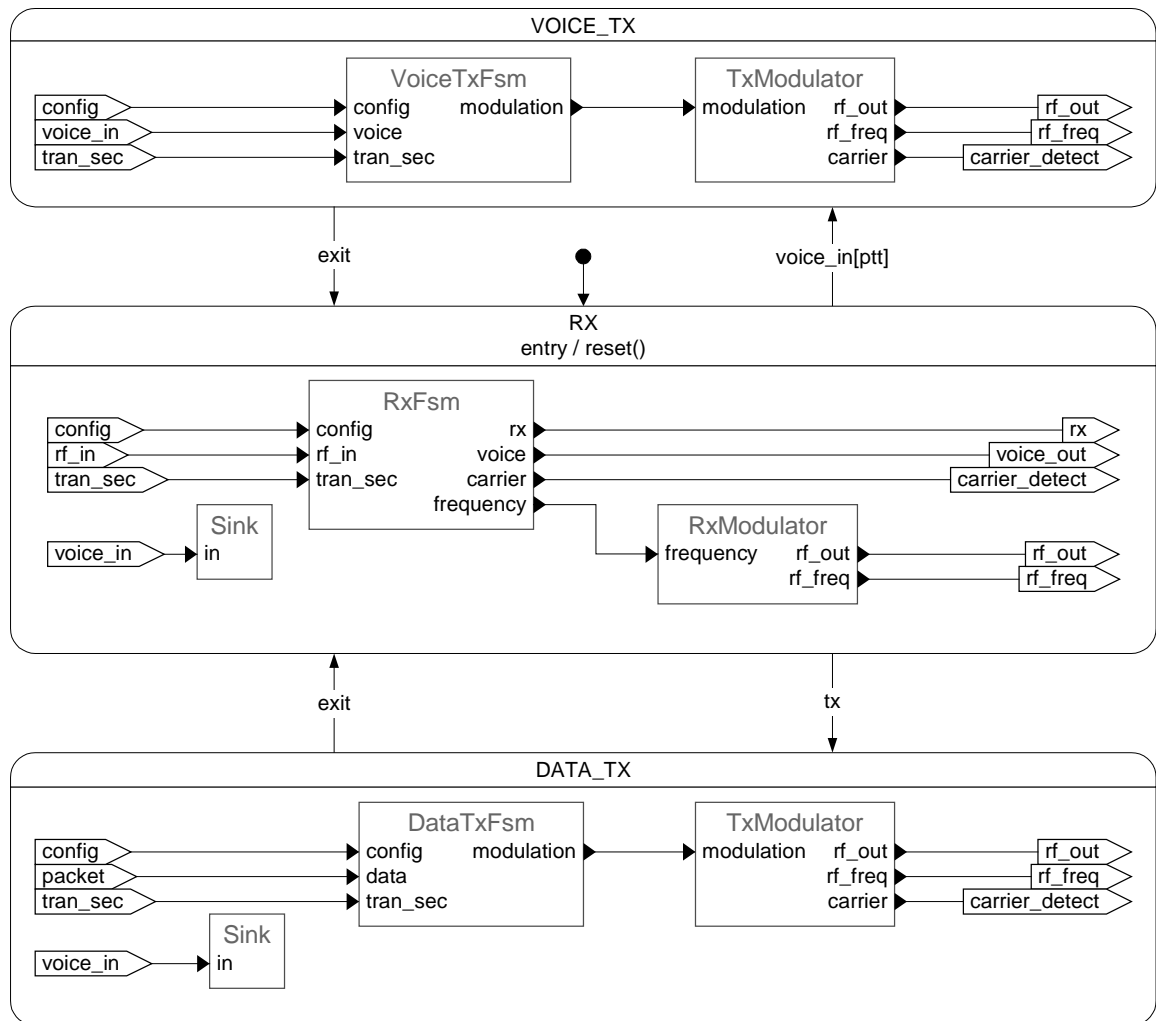 VOICE_TX
VoiceTxFsm
TxModulator
config
config
modulation
modulation
rf_out
rf_out
voice_in
voice
rf_freq
rf_freq
tran_sec
tran_sec
carrier
carrier_detect
exit
voice_in[ptt]
RX
entry / reset()
RxFsm
config
config
rx
rx
rf_in
rf_in
voice
voice_out
tran_sec
tran_sec
carrier
carrier_detect
frequency
Sink
RxModulator
voice_in
in
frequency
rf_out
rf_out
rf_freq
rf_freq
exit
tx
DATA_TX
DataTxFsm
TxModulator
config
config
modulation
modulation
rf_out
rf_out
packet
data
rf_freq
rf_freq
tran_sec
tran_sec
carrier
carrier_detect
Sink
voice_in
in